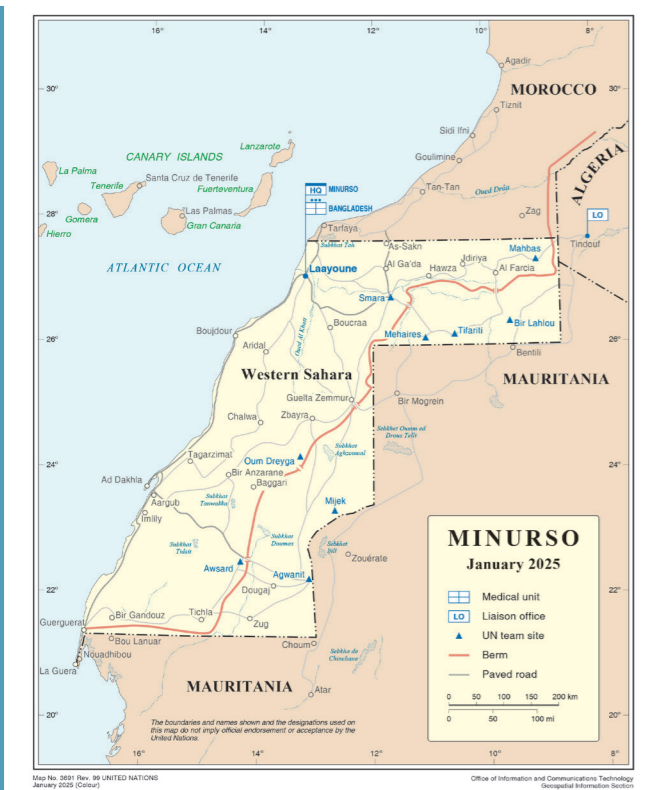 16°
14°
12°
10°
8°
Agadir
30°
30°
MOROCCO
Tiznit
Sidi Ifni
Lanzarote
CANARY ISLANDS
Goulimine
ALGERIA
La Palma
Santa Cruz de Tenerife
Tenerife
Fuerteventura
HQ MINURSO
BANGLADESH
Tan-Tan
Oued Drâa
28°
Las Palmas
Gomera
Gran Canaria
Hierro
Zag
LO
28°
Tarfaya
Tindouf
Sebkhat Tah
As-Sakn
Mahbas
ATLANTIC OCEAN
Laayoune
Al Ga'da
Jdiriya
Hawza
Al Farcia
Smara
Oued Al Khatt
Boucraa
Bir Lahlou
Boujdour
Mehaires
Tifariti
26°
26°
Aridal
Bentili
Western Sahara
MAURITANIA
Guelta Zemmur
Bir Mogrein
Chalwa
Zbayra
Tagarzimat
Oum Dreyga
24°
24°
Bir Anzarane
Ad Dakhla
Baggari
Aargub
Mijek
Imlily
Awsard
Agwanit
Zouérate
22°
22°
Dougaj
Bir Gandouz
Tichla
Zug
Guerguerat
Bou Lanuar
Choum
Nouadhibou
La Guera
MAURITANIA
Atar
20°
20°
MINURSO
January 2025
Medical unit
LO Liaison office
UN team site
Berm
Paved road
0 50 100 150 200 km
0 50 100 mi
The boundaries and names shown and the designations used on
this map do not imply official endorsement or acceptance by the
United Nations.
16°
14°
12°
10°
8°
Map No. 3691 Rev. 99 UNITED NATIONS
January 2025 (Colour)
Office of Information and Communications Technology
Geospatial Information Section